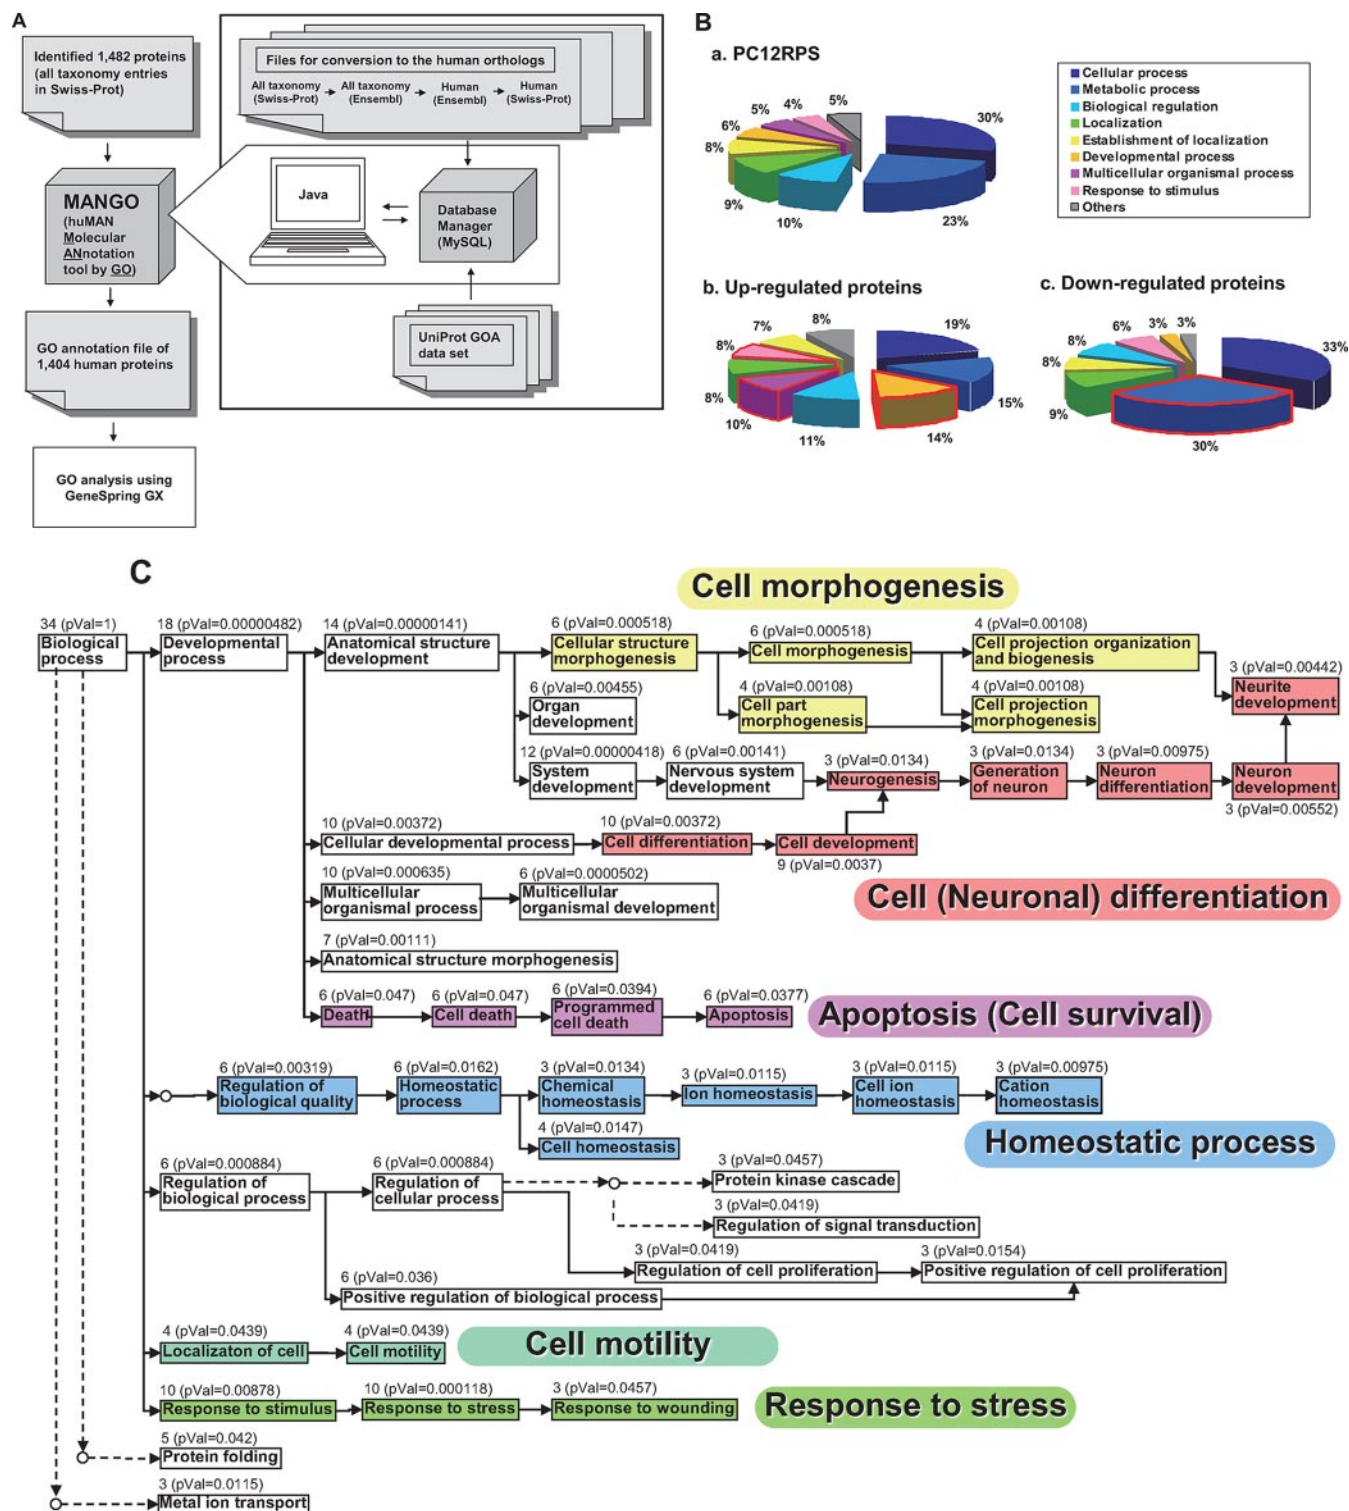 A
Identified 1,482 proteins
(all taxonomy entries
in Swiss-Prot)
MANGO
(huMAN
Molecular
ANnotation
tool by GO)
GO annotation file of
1,404 human proteins
GO analysis using
GeneSpring GX
Files for conversion to the human orthologs
All taxonomy
(Swiss-Prot)
All taxonomy
(Ensembl)
Human
(Ensembl)
Human
(Swiss-Prot)
Java
Database
Manager
(MySQL)
UniProt GOA
data set
B
a. PC12RPS
30%
23%
10%
9%
8%
6%
5%
4%
5%
Cellular process
Metabolic process
Biological regulation
Localization
Establishment of localization
Developmental process
Multicellular organismal process
Response to stimulus
Others
b. Up-regulated proteins
19%
15%
14%
11%
10%
8%
8%
7%
8%
c. Down-regulated proteins
33%
30%
9%
8%
8%
6%
3%
3%
C
Cell morphogenesis
34 (pVal=1)
Biological
process
18 (pVal=0.00000482)
Developmental
process
14 (pVal=0.00000141)
Anatomical structure
development
6 (pVal=0.000518)
Cellular structure
morphogenesis
6 (pVal=0.000518)
Cell morphogenesis
4 (pVal=0.00108)
Cell projection organization
and biogenesis
3 (pVal=0.00442)
Neurite
development
6 (pVal=0.00455)
Organ
development
4 (pVal=0.00108)
Cell part
morphogenesis
4 (pVal=0.00108)
Cell projection
morphogenesis
12 (pVal=0.00000418)
System
development
6 (pVal=0.00141)
Nervous system
development
3 (pVal=0.0134)
Neurogenesis
3 (pVal=0.0134)
Generation
of neuron
3 (pVal=0.00975)
Neuron
differentiation
Neuron
development
3 (pVal=0.00552)
10 (pVal=0.00372)
Cellular developmental process
10 (pVal=0.00372)
Cell differentiation
Cell development
9 (pVal=0.0037)
10 (pVal=0.000635)
Multicellular
organismal process
6 (pVal=0.0000502)
Multicellular
organismal development
Cell (Neuronal) differentiation
7 (pVal=0.00111)
Anatomical structure morphogenesis
6 (pVal=0.047)
Death
6 (pVal=0.047)
Cell death
6 (pVal=0.0394)
Programmed
cell death
6 (pVal=0.0377)
Apoptosis
Apoptosis (Cell survival)
6 (pVal=0.00319)
Regulation of
biological quality
6 (pVal=0.0162)
Homeostatic
process
3 (pVal=0.0134)
Chemical
homeostasis
3 (pVal=0.0115)
Ion homeostasis
3 (pVal=0.0115)
Cell ion
homeostasis
3 (pVal=0.00975)
Cation
homeostasis
4 (pVal=0.0147)
Cell homeostasis
Homeostatic process
6 (pVal=0.000884)
Regulation of
biological process
6 (pVal=0.000884)
Regulation of
cellular process
3 (pVal=0.0457)
Protein kinase cascade
3 (pVal=0.0419)
Regulation of signal transduction
3 (pVal=0.0419)
Regulation of cell proliferation
3 (pVal=0.0154)
Positive regulation of cell proliferation
6 (pVal=0.036)
Positive regulation of biological process
4 (pVal=0.0439)
Localizaton of cell
4 (pVal=0.0439)
Cell motility
Cell motility
10 (pVal=0.00878)
Response to stimulus
10 (pVal=0.000118)
Response to stress
3 (pVal=0.0457)
Response to wounding
Response to stress
5 (pVal=0.042)
Protein folding
3 (pVal=0.0115)
Metal ion transport